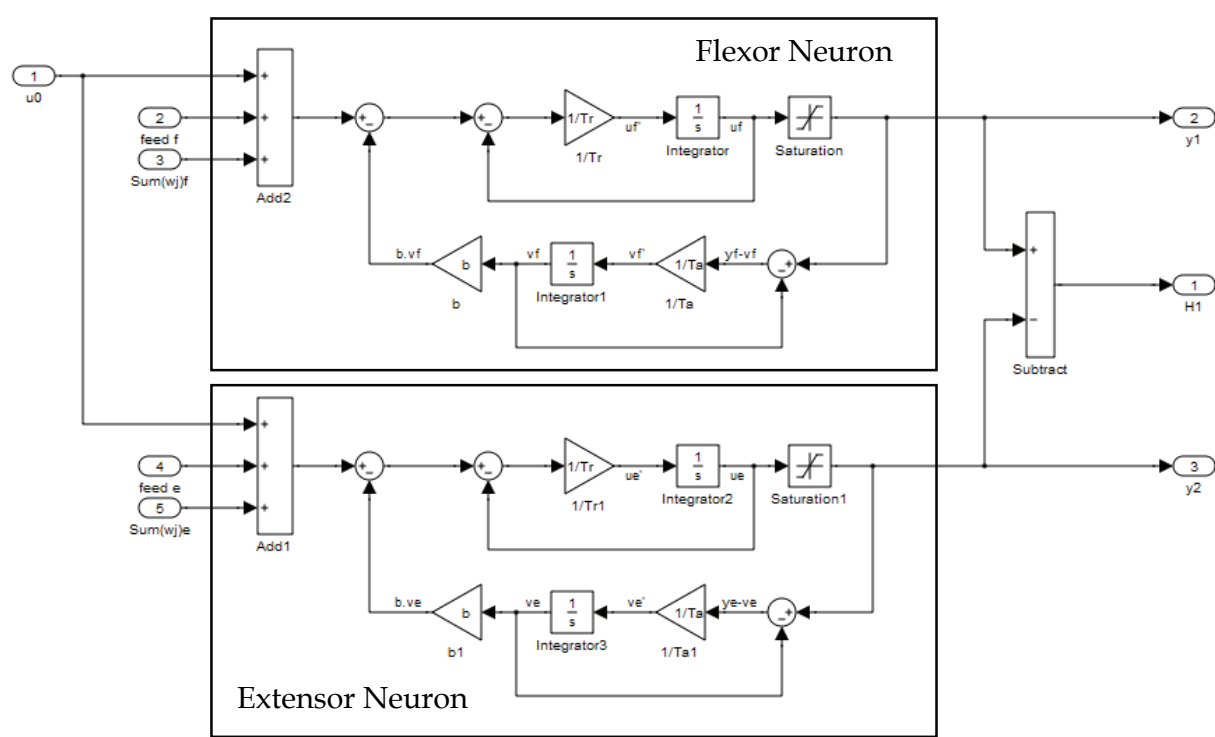 Flexor Neuron
1
u0
2
feed f
3
Sum(wj)f
+
+
+
Add2
+
-
+
-
1/Tr
1/Tr
uf'
1
s
Integrator
uf
Saturation
2
y1
b.vf
b
b
vf
1
s
Integrator1
vf'
1/Ta
1/Ta
yf-vf
-
+
+
-
Subtract
1
H1
4
feed e
5
Sum(wj)e
+
+
+
Add1
+
-
+
-
1/Tr
1/Tr1
ue'
1
s
Integrator2
ue
Saturation1
3
y2
b.ve
b
b1
ve
1
s
Integrator3
ve'
1/Ta
1/Ta1
ye-ve
-
+
Extensor Neuron